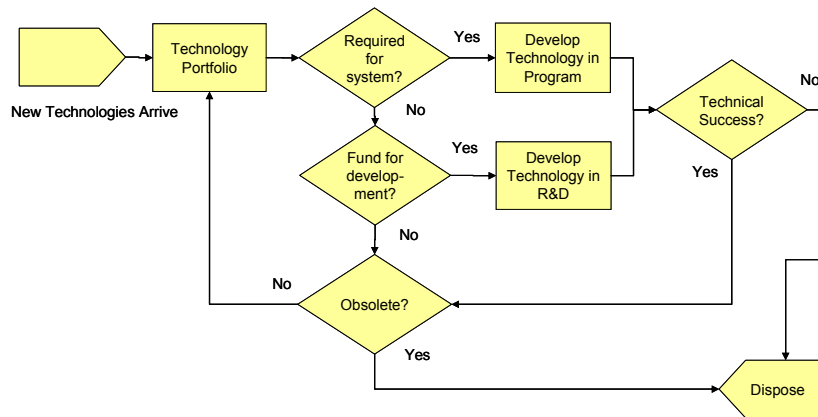 New Technologies Arrive
Technology
Portfolio
Required
for
system?
Yes
Develop
Technology in
Program
No
Fund for
develop-
ment?
Yes
Develop
Technology in
R&D
Technical
Success?
No
Yes
No
Obsolete?
No
Yes
Dispose